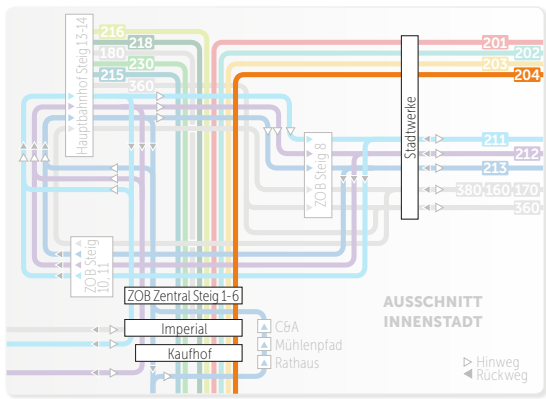 Hauptbahnhof Steig 13-14
216
218
180
230
215
360
201
202
203
204
Stadtwerke
ZOB Steig 8
211
212
213
380 160 170
360
ZOB Steig
10, 11
ZOB Zentral Steig 1-6
Imperial
Kaufhof
C&A
Mühlenpfad
Rathaus
AUSSCHNITT
INNENSTADT
Hinweg
Rückweg